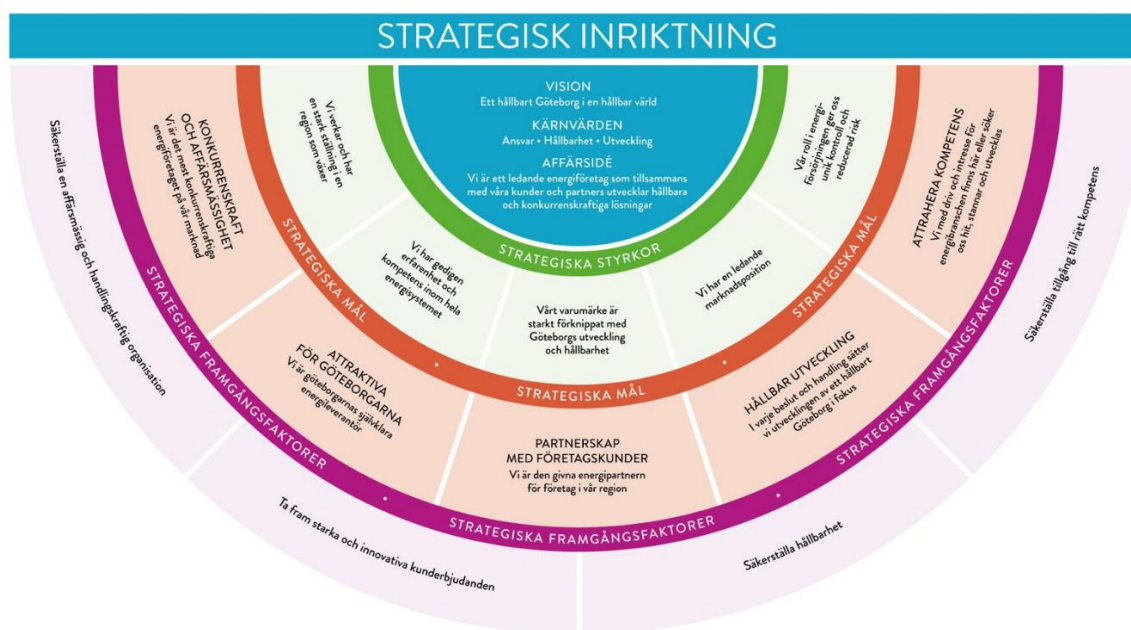 STRATEGISK INRIKTNING
VISION
Ett hållbart Göteborg i en hållbar värld
KÄRNVÄRDEN
Ansvar • Hållbarhet • Utveckling
AFFÄRSIDÉ
Vi är ett ledande energiföretag som tillsammans
med våra kunder och partners utvecklar hållbara
och konkurrenskraftiga lösningar
STRATEGISKA STYRKOR
Vi verkar och har
en stark ställning i en
region som växer
Vi har gedigen
erfarenhet och
kompetens inom hela
energisystemet
Vårt varumärke är
starkt förknippat med
Göteborgs utveckling
och hållbarhet
Vi har en ledande
marknadsposition
Vår roll i energi-
försörjningen ger oss
unik kontroll och
reducerad risk
STRATEGISKA MÅL • STRATEGISKA MÅL • STRATEGISKA MÅL
KONKURRENSKRAFT
OCH AFFÄRSMÄSSIGHET
Vi är det mest konkurrenskraftiga
energiföretaget på vår marknad
ATTRAKTIVA
FÖR GÖTEBORGARNA
Vi är göteborgarnas självklara
energileverantör
PARTNERSKAP
MED FÖRETAGSKUNDER
Vi är den givna energipartnern
för företag i vår region
HÅLLBAR UTVECKLING
I varje beslut och handling sätter
vi utvecklingen av ett hållbart
Göteborg i fokus
ATTRAHERA KOMPETENS
Vi med driv och intresse för
energibranschen finns här eller söker
oss hit, stannar och utvecklas
STRATEGISKA FRAMGÅNGSFAKTORER • STRATEGISKA FRAMGÅNGSFAKTORER • STRATEGISKA FRAMGÅNGSFAKTORER
Säkerställa en affärsmässig och handlingskraftig organisation
Ta fram starka och innovativa kunderbjudanden
Säkerställa hållbarhet
Säkerställa tillgång till rätt kompetens